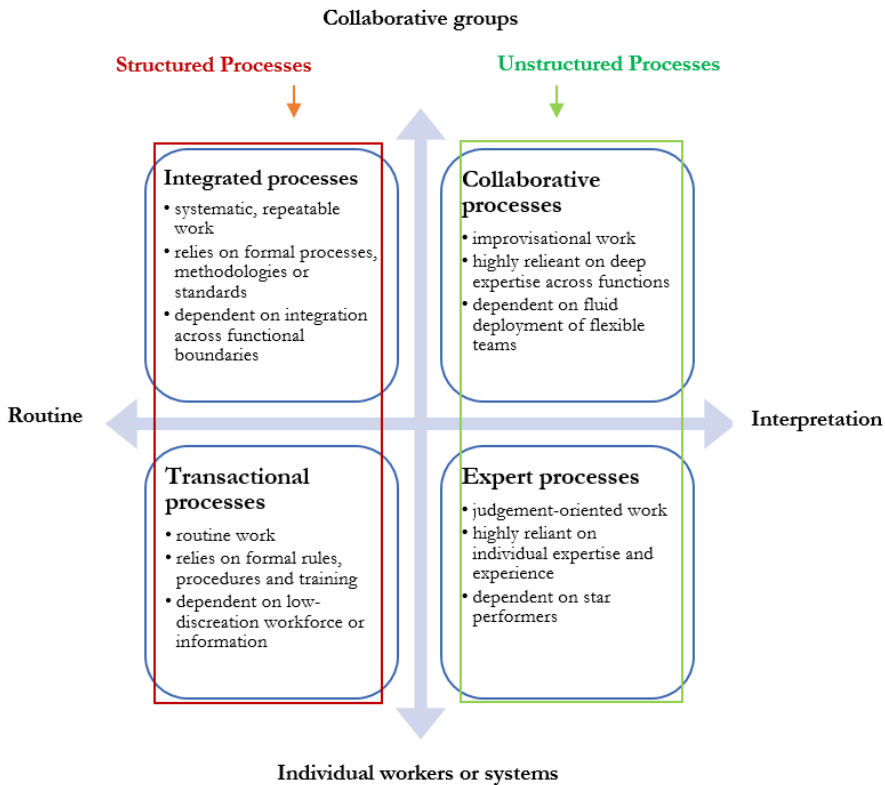 Collaborative groups
Structured Processes
Unstructured Processes
Integrated processes
• systematic, repeatable
work
• relies on formal processes,
methodologies or
standards
• dependent on integration
across functional
boundaries
Collaborative
processes
• improvisational work
• highly relieant on deep
expertise across functions
• dependent on fluid
deployment of flexible
teams
Routine
Interpretation
Transactional
processes
• routine work
• relies on formal rules,
procedures and training
• dependent on low-
discreation workforce or
information
Expert processes
• judgement-oriented work
• highly reliant on
individual expertise and
experience
• dependent on star
performers
Individual workers or systems